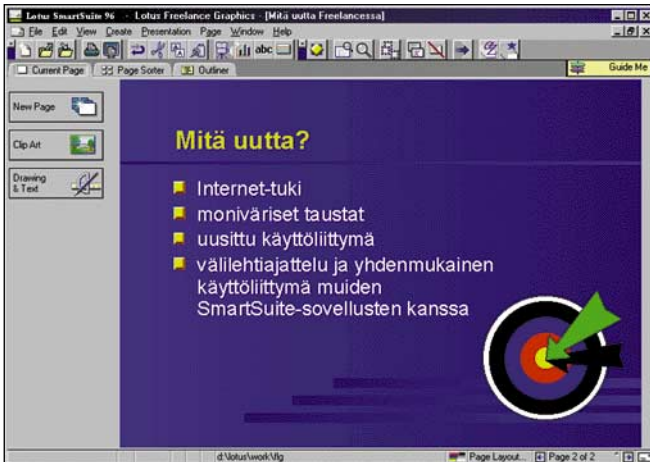 Lotus SmartSuite 96 - Lotus Freelance Graphics - [Mitä uutta Freelancessa]
File Edit View Create Presentation Page Window Help
abc
Current Page Page Sorter Outliner Guide Me
New Page
Clip Art
Drawing
& Text
Mitä uutta?
Internet-tuki
moniväriset taustat
uusittu käyttöliittymä
välilehtiajattelu ja yhdenmukainen
käyttöliittymä muiden
SmartSuite-sovellusten kanssa
d:\lotus\work\flg Page Layout... Page 2 of 2